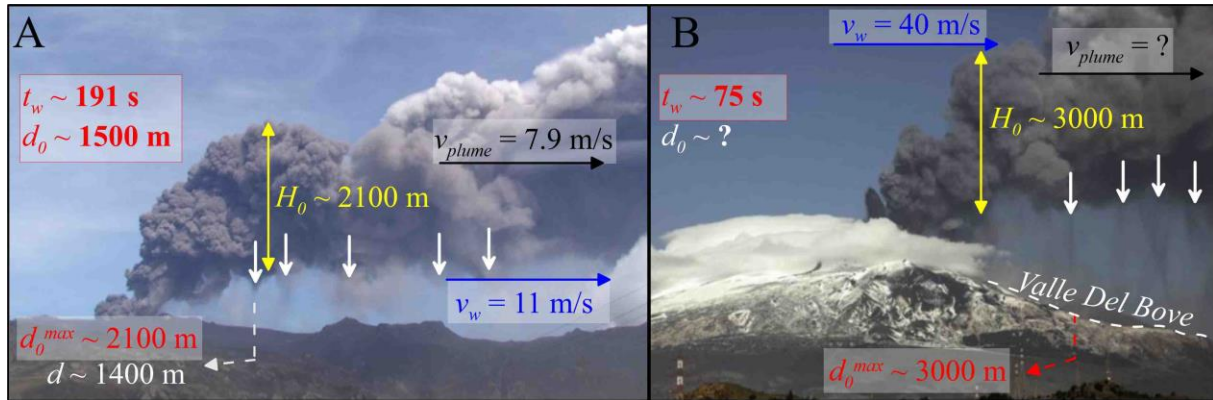 A
t_w ~ 191 s
d_0 ~ 1500 m
v_plume = 7.9 m/s
H_0 ~ 2100 m
v_w = 11 m/s
d_0^max ~ 2100 m
d ~ 1400 m
B
v_w = 40 m/s
v_plume = ?
t_w ~ 75 s
d_0 ~ ?
H_0 ~ 3000 m
Valle Del Bove
d_0^max ~ 3000 m